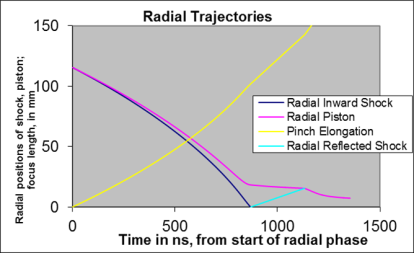 Radial Trajectories
Radial positions of shock, piston;
focus length, in mm
150
100
50
0
0
500
1000
1500
Radial Inward Shock
Radial Piston
Pinch Elongation
Radial Reflected Shock
Time in ns, from start of radial phase